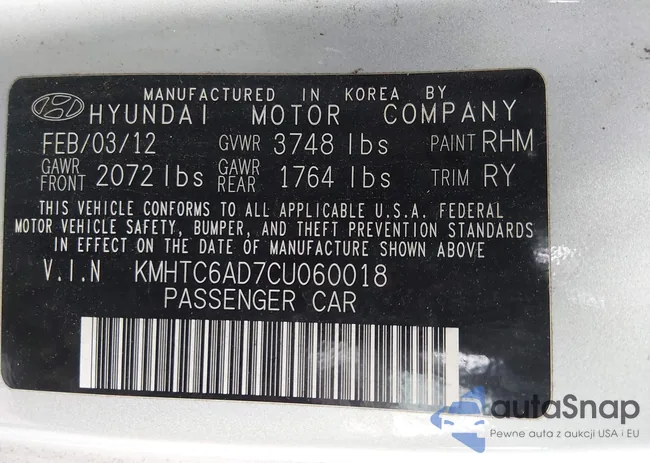 MANUFACTURED IN KOREA BY
HYUNDAI MOTOR COMPANY
FEB/03/12 GVWR 3748 lbs PAINT RHM
GAWR FRONT 2072 lbs GAWR REAR 1764 lbs TRIM RY
THIS VEHICLE CONFORMS TO ALL APPLICABLE U.S.A. FEDERAL
MOTOR VEHICLE SAFETY, BUMPER, AND THEFT PREVENTION STANDARDS
IN EFFECT ON THE DATE OF MANUFACTURE SHOWN ABOVE
V.I.N KMHTC6AD7CU060018
PASSENGER CAR
autaSnap
Pewne auta z aukcji USA i EU